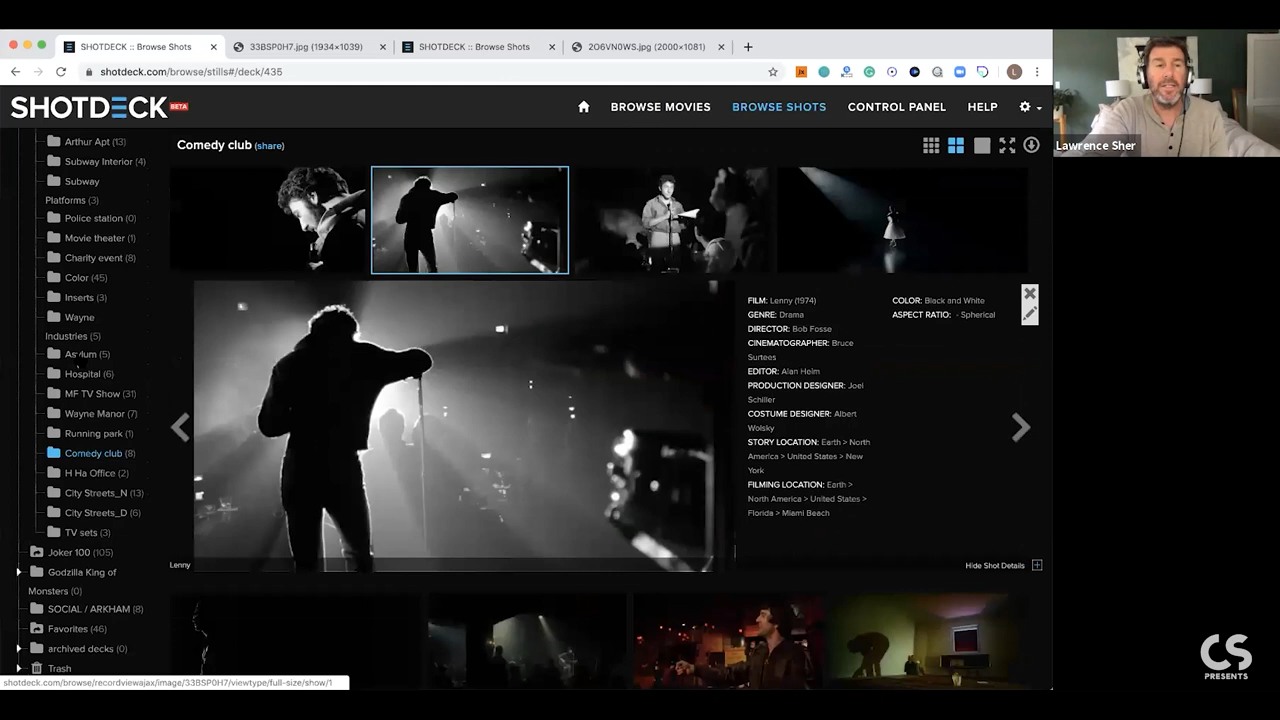 SHOTDECK :: Browse Shots
33BSP0H7.jpg (1934×1039)
SHOTDECK :: Browse Shots
2O6VN0WS.jpg (2000×1081)
shotdeck.com/browse/stills#/deck/435
L
SHOTDECK BETA
BROWSE MOVIES
BROWSE SHOTS
CONTROL PANEL
HELP
Lawrence Sher
Arthur Apt (13)
Subway Interior (4)
Subway
Platforms (3)
Police station (0)
Movie theater (1)
Charity event (8)
Color (45)
Inserts (3)
Wayne
Industries (5)
Asylum (5)
Hospital (6)
MF TV Show (31)
Wayne Manor (7)
Running park (1)
Comedy club (8)
H Ha Office (2)
City Streets_N (13)
City Streets_D (6)
TV sets (3)
Joker 100 (105)
Godzilla King of
Monsters (0)
SOCIAL / ARKHAM (8)
Favorites (46)
archived decks (0)
Trash
Comedy club (share)
FILM: Lenny (1974)
GENRE: Drama
DIRECTOR: Bob Fosse
CINEMATOGRAPHER: Bruce
Surtees
EDITOR: Alan Heim
PRODUCTION DESIGNER: Joel
Schiller
COSTUME DESIGNER: Albert
Wolsky
STORY LOCATION: Earth > North
America > United States > New
York
FILMING LOCATION: Earth >
North America > United States >
Florida > Miami Beach
COLOR: Black and White
ASPECT RATIO: - Spherical
Lenny
Hide Shot Details
shotdeck.com/browse/recordviewajax/image/33BSP0H7/viewtype/full-size/show/1
CS
PRESENTS